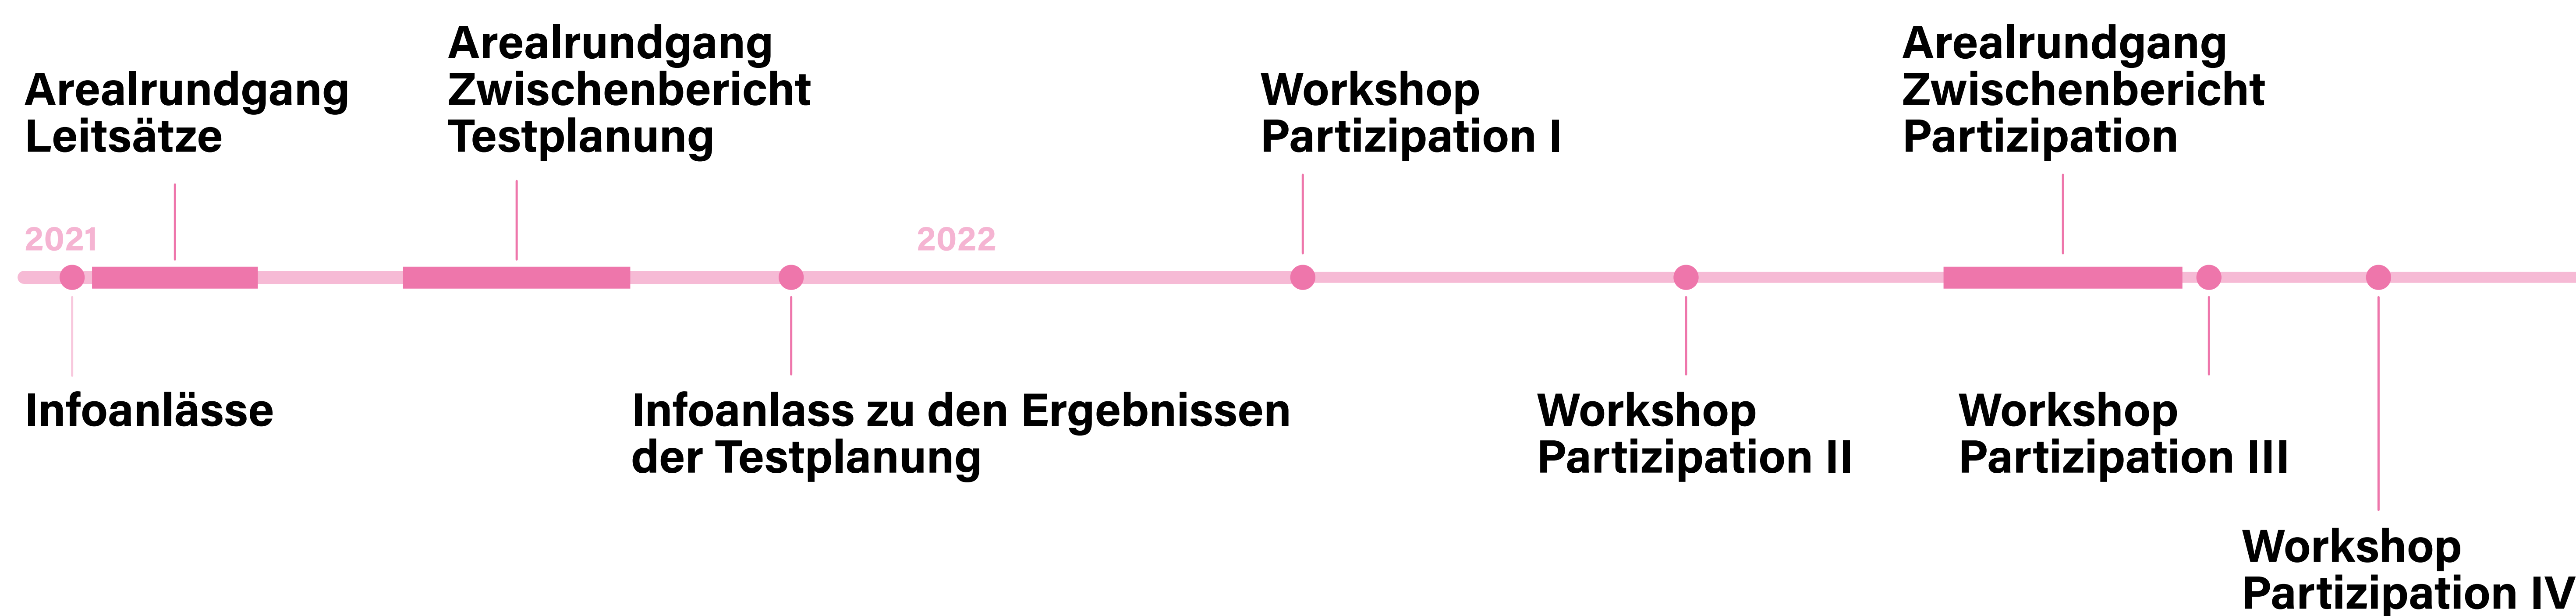 Arealrundgang
Leitsätze
Arealrundgang
Zwischenbericht
Testplanung
Workshop
Partizipation I
Arealrundgang
Zwischenbericht
Partizipation
2021
2022
Infoanlässe
Infoanlass zu den Ergebnissen
der Testplanung
Workshop
Partizipation II
Workshop
Partizipation III
Workshop
Partizipation IV